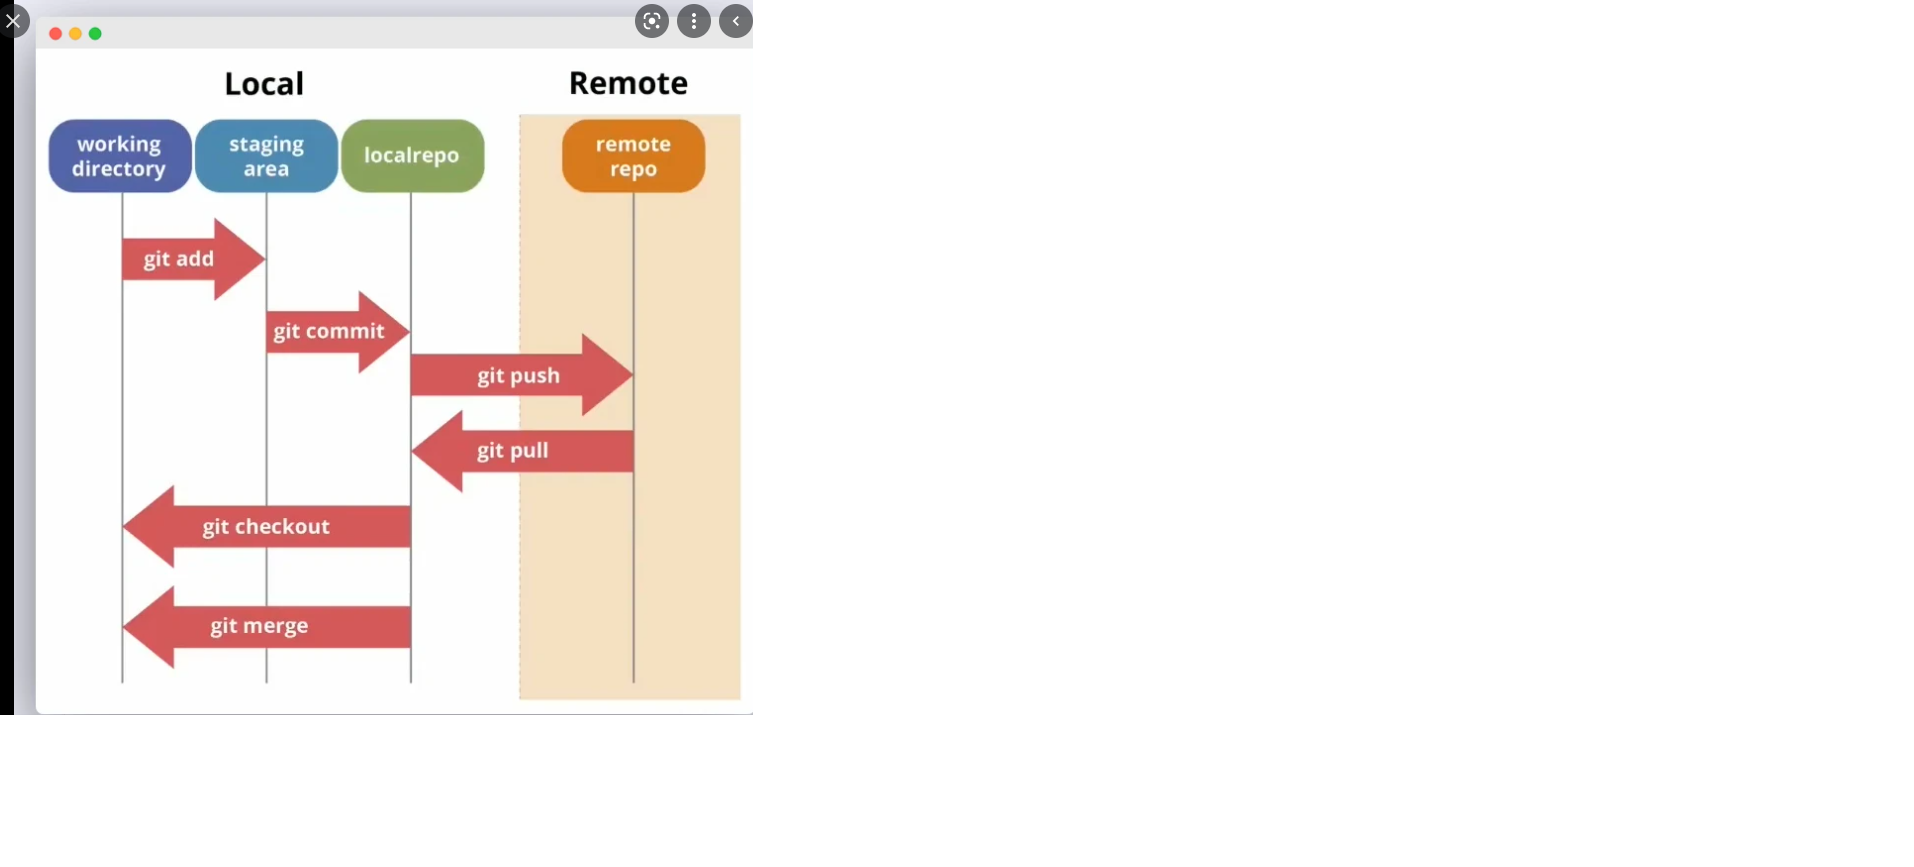 Local
Remote
working
directory
staging
area
localrepo
remote
repo
git add
git commit
git push
git pull
git checkout
git merge